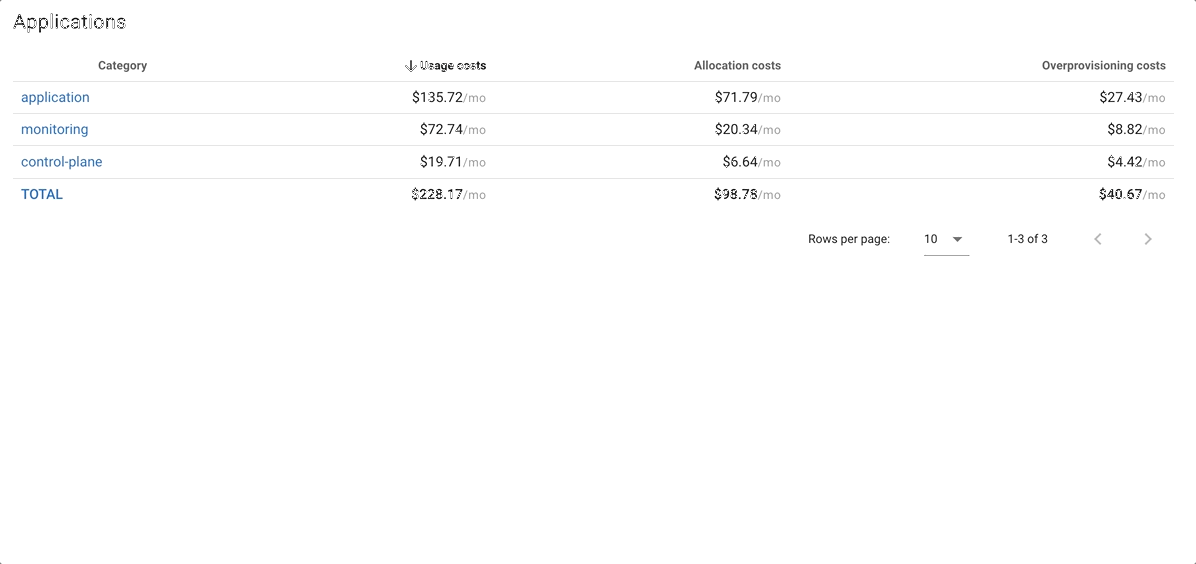 Applications
Category Usage costs Allocation costs Overprovisioning costs
application $135.72/mo $71.79/mo $27.43/mo
monitoring $72.74/mo $20.34/mo $8.82/mo
control-plane $19.71/mo $6.64/mo $4.42/mo
TOTAL $228.17/mo $98.78/mo $40.67/mo
Rows per page: 10 1-3 of 3